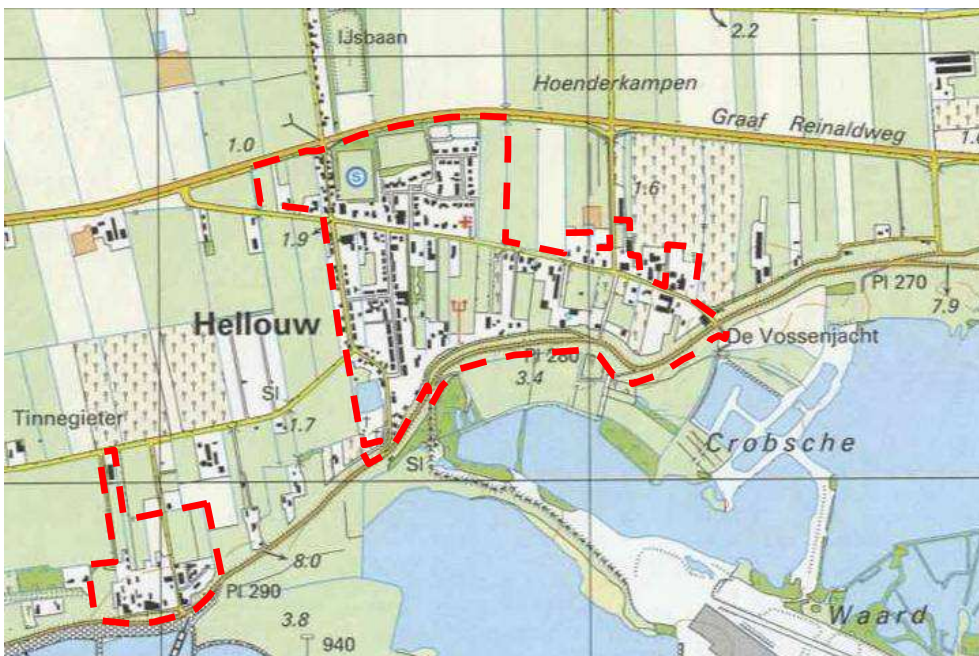 2.2
IJsbaan
Hoenderkampen
Graaf Reinaldweg
1.0
S
1.6
1.9
Pl 270
7.9
Hellouw
De Vossenjacht
Pl 280
3.4
Sl
Tinnegieter
1.7
Crobsche
Sl
8.0
Pl 290
3.8
940
Waard